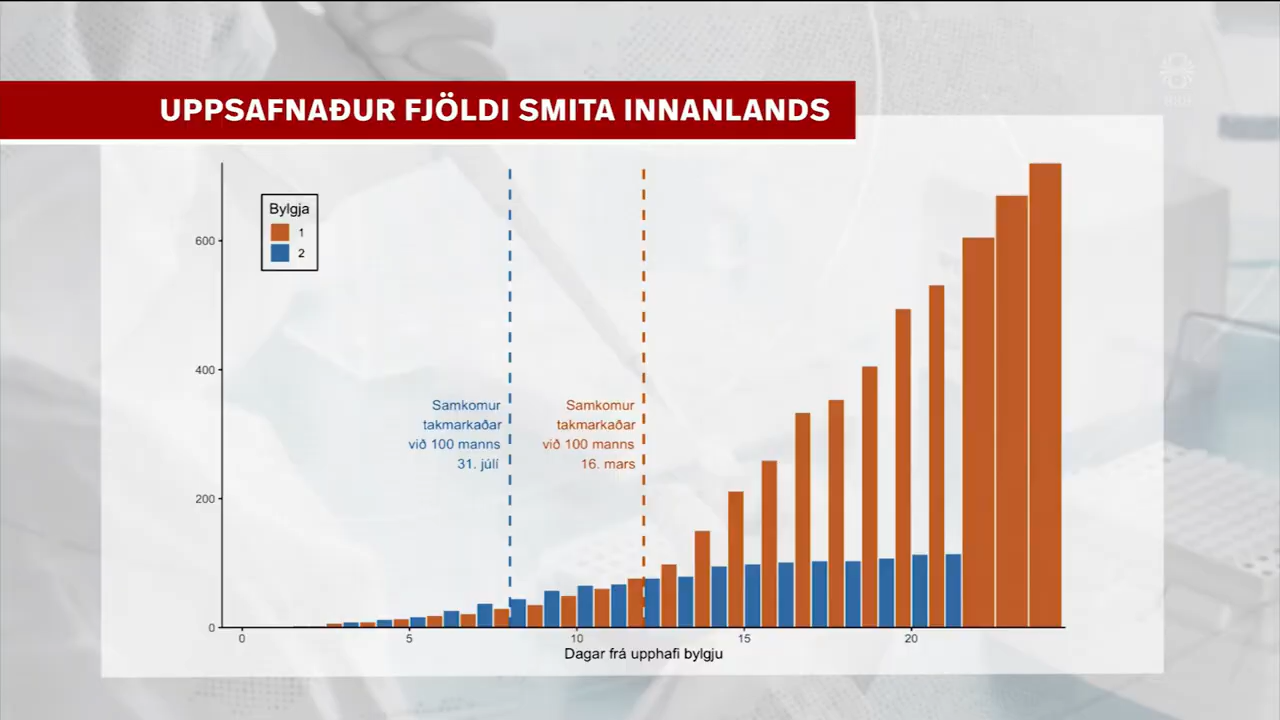 UPPSAFNAÐUR FJÖLDI SMITA INNANLANDS
Bylgja
1
2
600
400
200
0
Samkomur
takmarkaðar
við 100 manns
31. júlí
Samkomur
takmarkaðar
við 100 manns
16. mars
0 5 10 15 20
Dagar frá upphafi bylgju